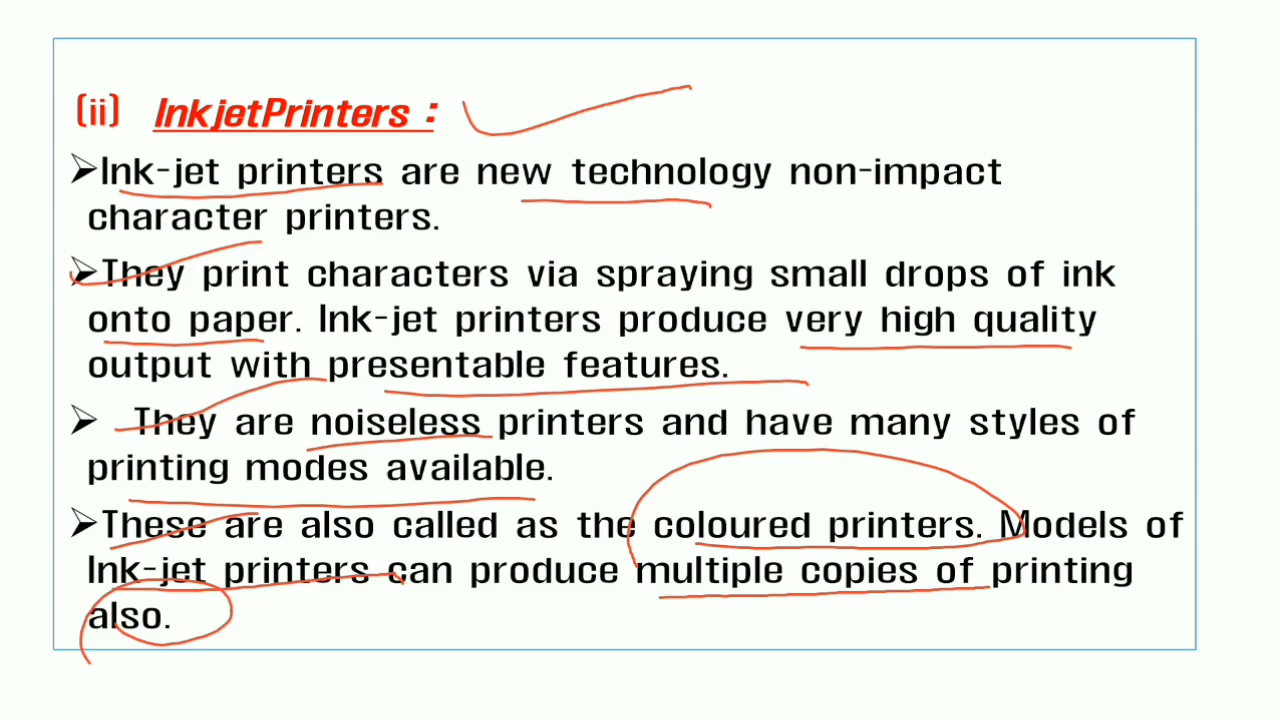 (ii) InkjetPrinters :
➢Ink-jet printers are new technology non-impact
character printers.
➢They print characters via spraying small drops of ink
onto paper. Ink-jet printers produce very high quality
output with presentable features.
➢ They are noiseless printers and have many styles of
printing modes available.
➢These are also called as the coloured printers. Models of
Ink-jet printers can produce multiple copies of printing
also.